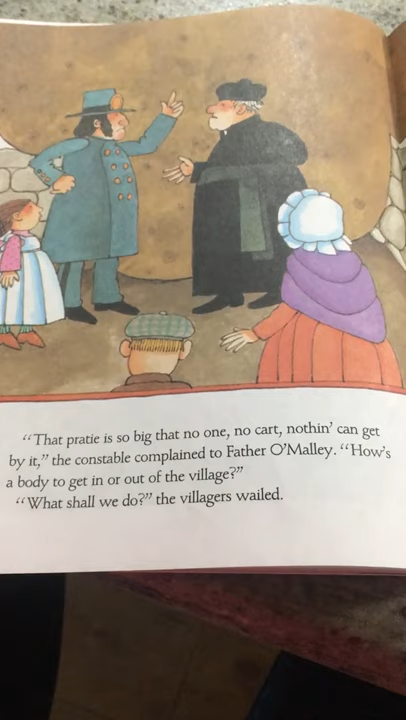 “That pratie is so big that no one, no cart, nothin’ can get
by it,” the constable complained to Father O’Malley. “How’s
a body to get in or out of the village?”
“What shall we do?” the villagers wailed.